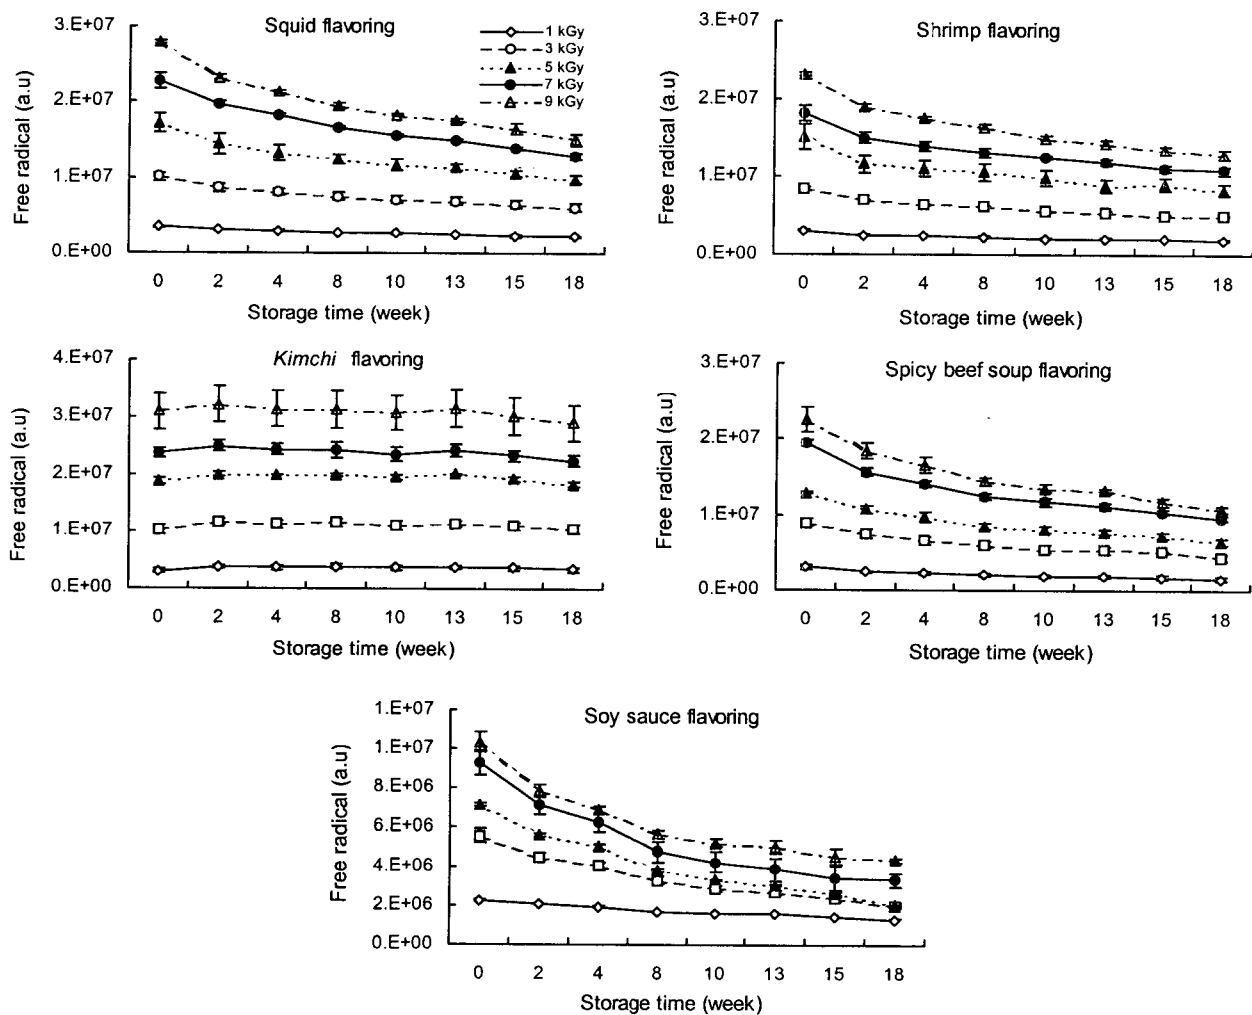 Squid flavoring
3.E+07
2.E+07
1.E+07
0.E+00
Free radical (a.u)
1 kGy
3 kGy
5 kGy
7 kGy
9 kGy
0 2 4 8 10 13 15 18
Storage time (week)
Shrimp flavoring
3.E+07
2.E+07
1.E+07
0.E+00
Free radical (a.u)
0 2 4 8 10 13 15 18
Storage time (week)
Kimchi flavoring
4.E+07
3.E+07
2.E+07
1.E+07
0.E+00
Free radical (a.u)
0 2 4 8 10 13 15 18
Storage time (week)
Spicy beef soup flavoring
3.E+07
2.E+07
1.E+07
0.E+00
Free radical (a.u)
0 2 4 8 10 13 15 18
Storage time (week)
Soy sauce flavoring
1.E+07
1.E+07
8.E+06
6.E+06
4.E+06
2.E+06
0.E+00
Free radical (a.u)
0 2 4 8 10 13 15 18
Storage time (week)